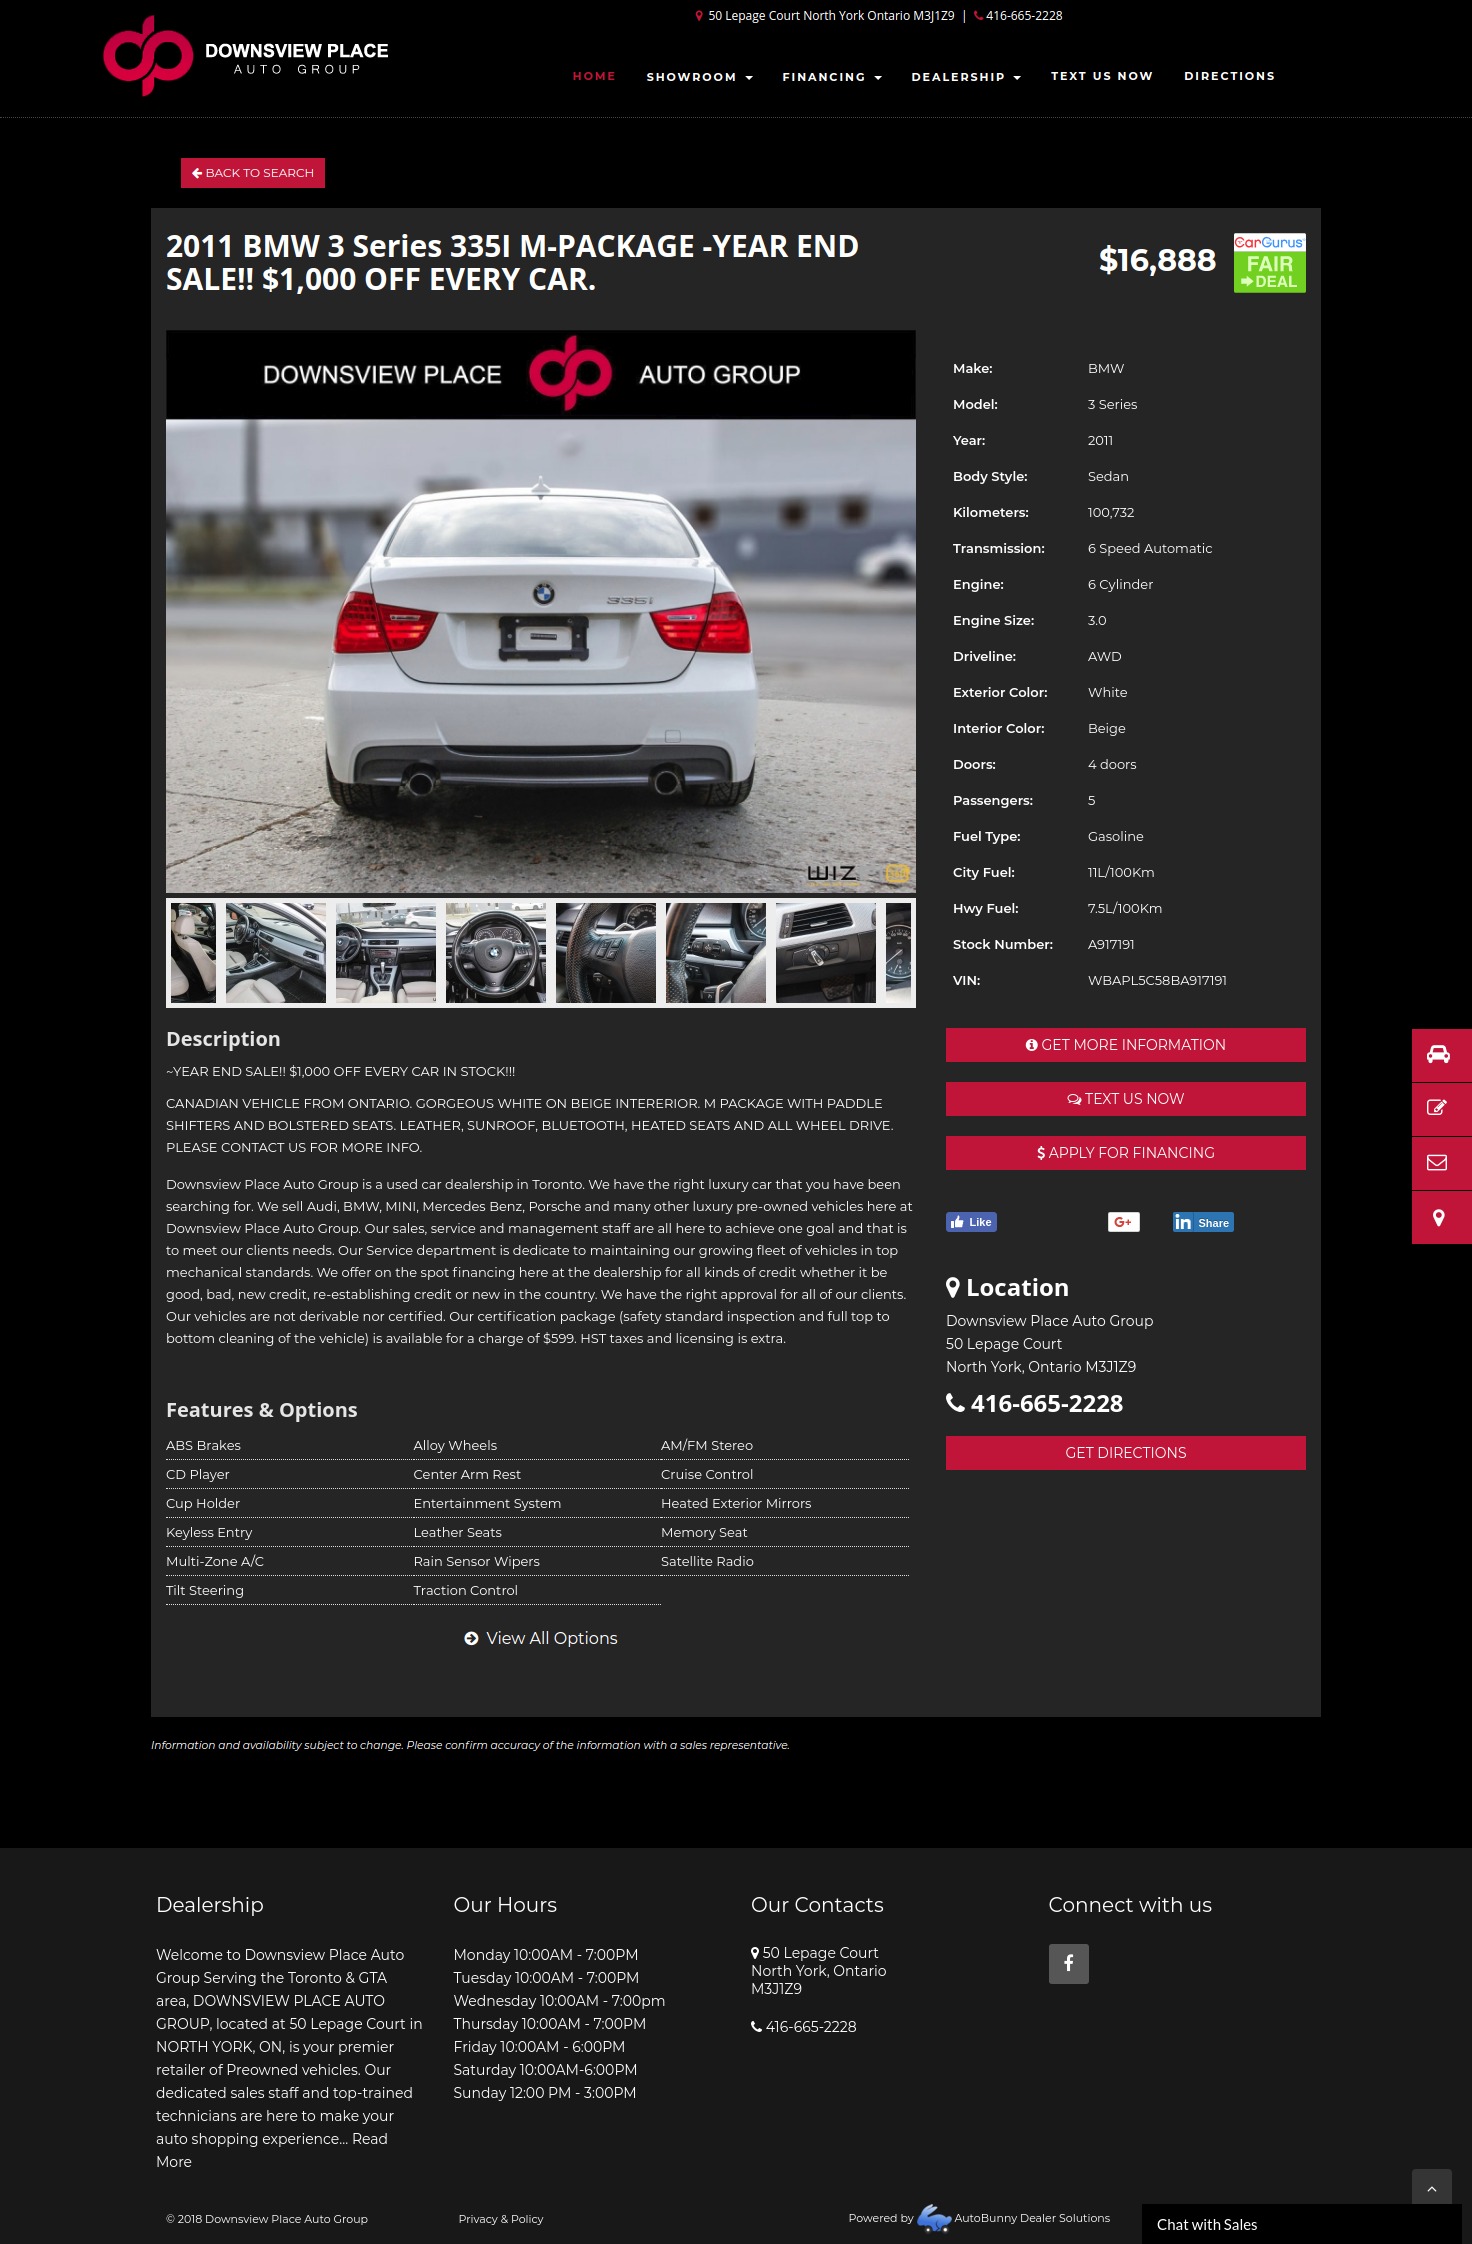 50 Lepage Court North York Ontario M3J1Z9 | 416-665-2228
DOWNSVIEW PLACE
AUTO GROUP
HOME SHOWROOM FINANCING DEALERSHIP TEXT US NOW DIRECTIONS
BACK TO SEARCH
2011 BMW 3 Series 335I M-PACKAGE -YEAR END
SALE!! $1,000 OFF EVERY CAR.
$16,888
CarGurus
FAIR
DEAL
DOWNSVIEW PLACE dp AUTO GROUP
335i
WIZ
Make: BMW
Model: 3 Series
Year: 2011
Body Style: Sedan
Kilometers: 100,732
Transmission: 6 Speed Automatic
Engine: 6 Cylinder
Engine Size: 3.0
Driveline: AWD
Exterior Color: White
Interior Color: Beige
Doors: 4 doors
Passengers: 5
Fuel Type: Gasoline
City Fuel: 11L/100Km
Hwy Fuel: 7.5L/100Km
Stock Number: A917191
VIN: WBAPL5C58BA917191
GET MORE INFORMATION
TEXT US NOW
$ APPLY FOR FINANCING
Like
G+
in Share
Location
Downsview Place Auto Group
50 Lepage Court
North York, Ontario M3J1Z9
416-665-2228
GET DIRECTIONS
Description
~YEAR END SALE!! $1,000 OFF EVERY CAR IN STOCK!!!
CANADIAN VEHICLE FROM ONTARIO. GORGEOUS WHITE ON BEIGE INTERERIOR. M PACKAGE WITH PADDLE
SHIFTERS AND BOLSTERED SEATS. LEATHER, SUNROOF, BLUETOOTH, HEATED SEATS AND ALL WHEEL DRIVE.
PLEASE CONTACT US FOR MORE INFO.
Downsview Place Auto Group is a used car dealership in Toronto. We have the right luxury car that you have been
searching for. We sell Audi, BMW, MINI, Mercedes Benz, Porsche and many other luxury pre-owned vehicles here at
Downsview Place Auto Group. Our sales, service and management staff are all here to achieve one goal and that is
to meet our clients needs. Our Service department is dedicate to maintaining our growing fleet of vehicles in top
mechanical standards. We offer on the spot financing here at the dealership for all kinds of credit whether it be
good, bad, new credit, re-establishing credit or new in the country. We have the right approval for all of our clients.
Our vehicles are not derivable nor certified. Our certification package (safety standard inspection and full top to
bottom cleaning of the vehicle) is available for a charge of $599. HST taxes and licensing is extra.
Features & Options
ABS Brakes Alloy Wheels AM/FM Stereo
CD Player Center Arm Rest Cruise Control
Cup Holder Entertainment System Heated Exterior Mirrors
Keyless Entry Leather Seats Memory Seat
Multi-Zone A/C Rain Sensor Wipers Satellite Radio
Tilt Steering Traction Control
View All Options
Information and availability subject to change. Please confirm accuracy of the information with a sales representative.
Dealership
Welcome to Downsview Place Auto
Group Serving the Toronto & GTA
area, DOWNSVIEW PLACE AUTO
GROUP, located at 50 Lepage Court in
NORTH YORK, ON, is your premier
retailer of Preowned vehicles. Our
dedicated sales staff and top-trained
technicians are here to make your
auto shopping experience... Read
More
Our Hours
Monday 10:00AM - 7:00PM
Tuesday 10:00AM - 7:00PM
Wednesday 10:00AM - 7:00pm
Thursday 10:00AM - 7:00PM
Friday 10:00AM - 6:00PM
Saturday 10:00AM-6:00PM
Sunday 12:00 PM - 3:00PM
Our Contacts
50 Lepage Court
North York, Ontario
M3J1Z9
416-665-2228
Connect with us
f
© 2018 Downsview Place Auto Group
Privacy & Policy
Powered by AutoBunny Dealer Solutions
Chat with Sales